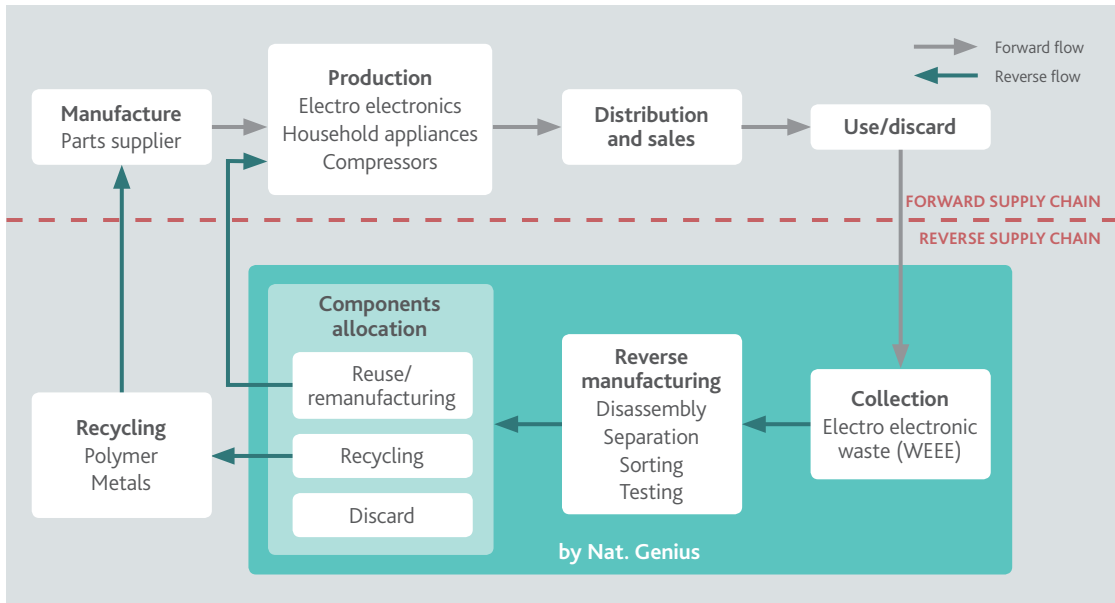 Forward flow
Reverse flow
Manufacture
Parts supplier
Production
Electro electronics
Household appliances
Compressors
Distribution
and sales
Use/discard
FORWARD SUPPLY CHAIN
REVERSE SUPPLY CHAIN
Components
allocation
Reuse/
remanufacturing
Recycling
Discard
Reverse
manufacturing
Disassembly
Separation
Sorting
Testing
Collection
Electro electronic
waste (WEEE)
Recycling
Polymer
Metals
by Nat. Genius